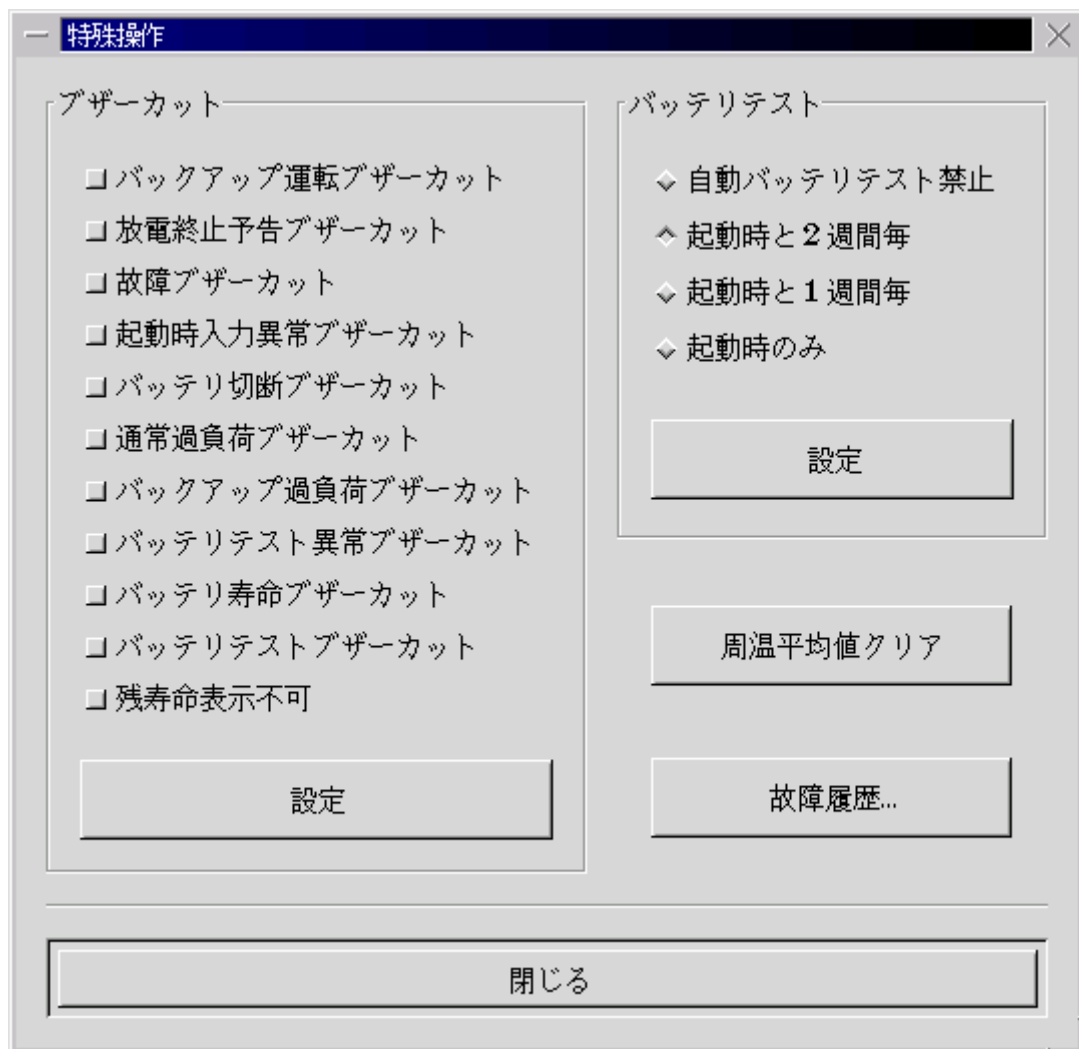 特殊操作
ブザーカット
バックアップ運転ブザーカット
放電終止予告ブザーカット
故障ブザーカット
起動時入力異常ブザーカット
バッテリ切断ブザーカット
通常過負荷ブザーカット
バックアップ過負荷ブザーカット
バッテリテスト異常ブザーカット
バッテリ寿命ブザーカット
バッテリテストブザーカット
残寿命表示不可
設定
バッテリテスト
自動バッテリテスト禁止
起動時と2週間毎
起動時と1週間毎
起動時のみ
設定
周温平均値クリア
故障履歴...
閉じる